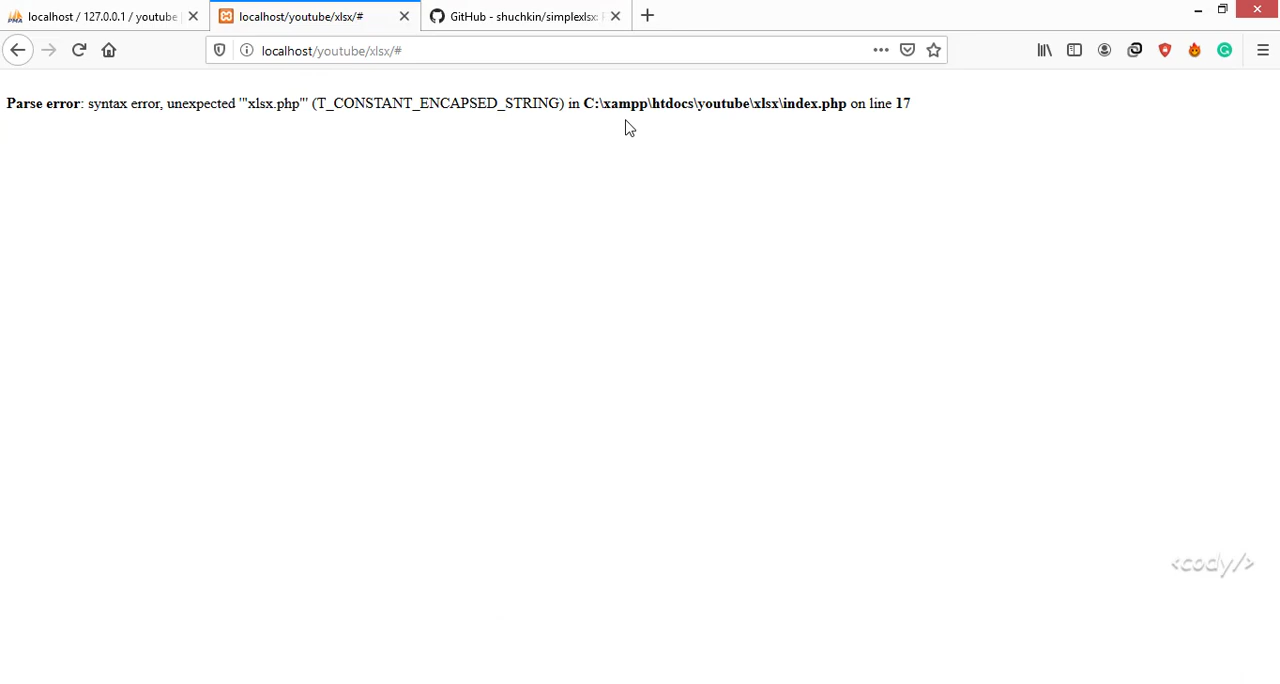 localhost / 127.0.0.1 / youtube
localhost/youtube/xlsx/#
GitHub - shuchkin/simplexlsx:
localhost/youtube/xlsx/#
Parse error: syntax error, unexpected '"xlsx.php"' (T_CONSTANT_ENCAPSED_STRING) in C:\xampp\htdocs\youtube\xlsx\index.php on line 17
<cody/>